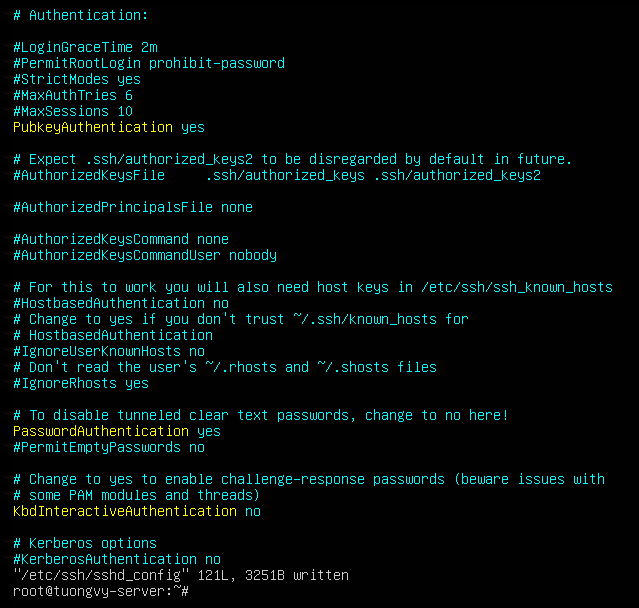 # Authentication:
#LoginGraceTime 2m
#PermitRootLogin prohibit-password
#StrictModes yes
#MaxAuthTries 6
#MaxSessions 10
PubkeyAuthentication yes
# Expect .ssh/authorized_keys2 to be disregarded by default in future.
#AuthorizedKeysFile     .ssh/authorized_keys .ssh/authorized_keys2
#AuthorizedPrincipalsFile none
#AuthorizedKeysCommand none
#AuthorizedKeysCommandUser nobody
# For this to work you will also need host keys in /etc/ssh/ssh_known_hosts
#HostbasedAuthentication no
# Change to yes if you don't trust ~/.ssh/known_hosts for
# HostbasedAuthentication
#IgnoreUserKnownHosts no
# Don't read the user's ~/.rhosts and ~/.shosts files
#IgnoreRhosts yes
# To disable tunneled clear text passwords, change to no here!
PasswordAuthentication yes
#PermitEmptyPasswords no
# Change to yes to enable challenge-response passwords (beware issues with
# some PAM modules and threads)
KbdInteractiveAuthentication no
# Kerberos options
#KerberosAuthentication no
"/etc/ssh/sshd_config" 121L, 3251B written
root@tuongvy-server:~#